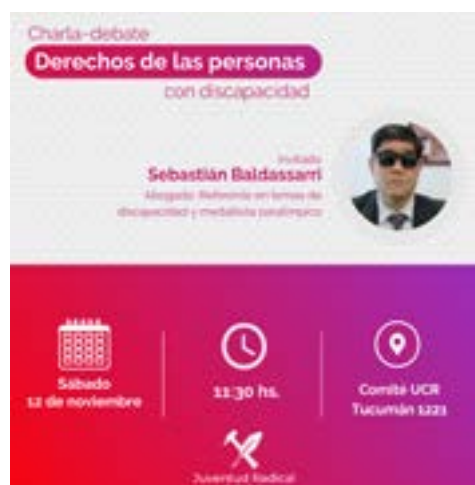 Charla-debate
Derechos de las personas
con discapacidad
Invitado
Sebastián Baldassarri
Abogado. Referente en temas de
discapacidad y medallista paralímpico
Sábado
12 de noviembre
11:30 hs.
Comité UCR
Tucumán 1221
Juventud Radical